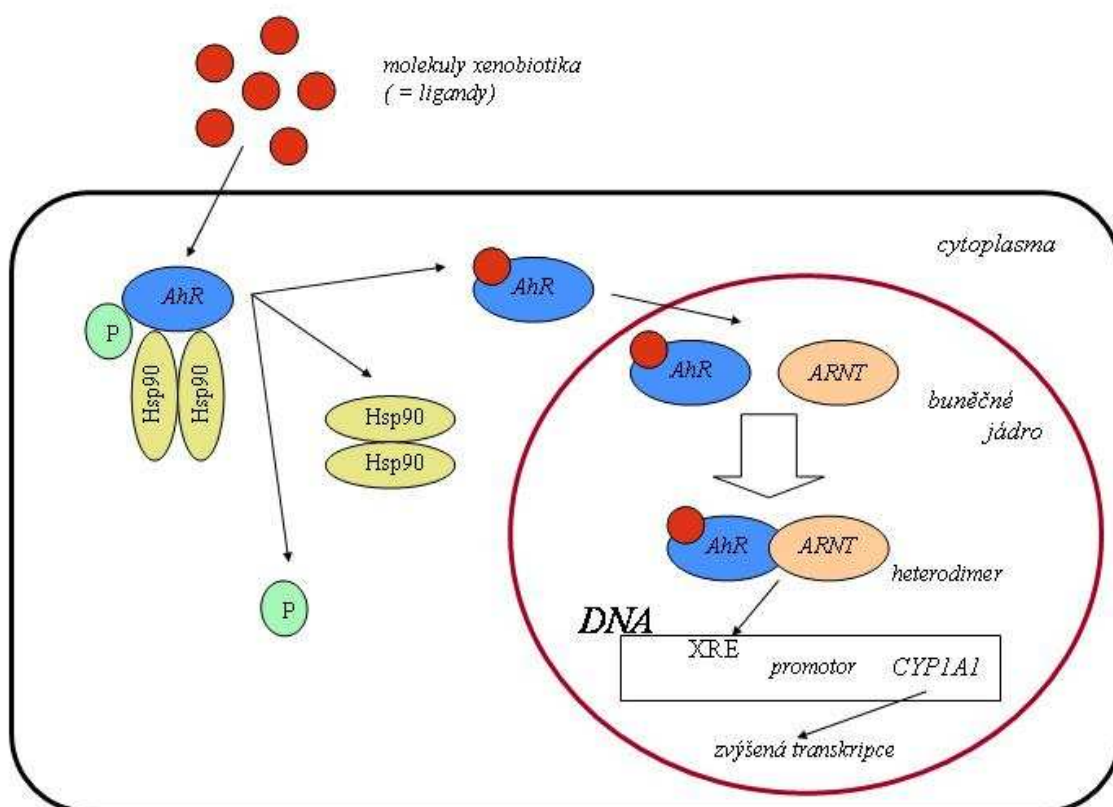 molekuly xenobiotika
( = ligandy)
cytoplasma
AhR
P
Hsp90
Hsp90
AhR
Hsp90
Hsp90
P
AhR
ARNT
buněčné
jádro
AhR
ARNT
heterodimer
DNA
XRE
promotor
CYP1A1
zvýšená transkripce